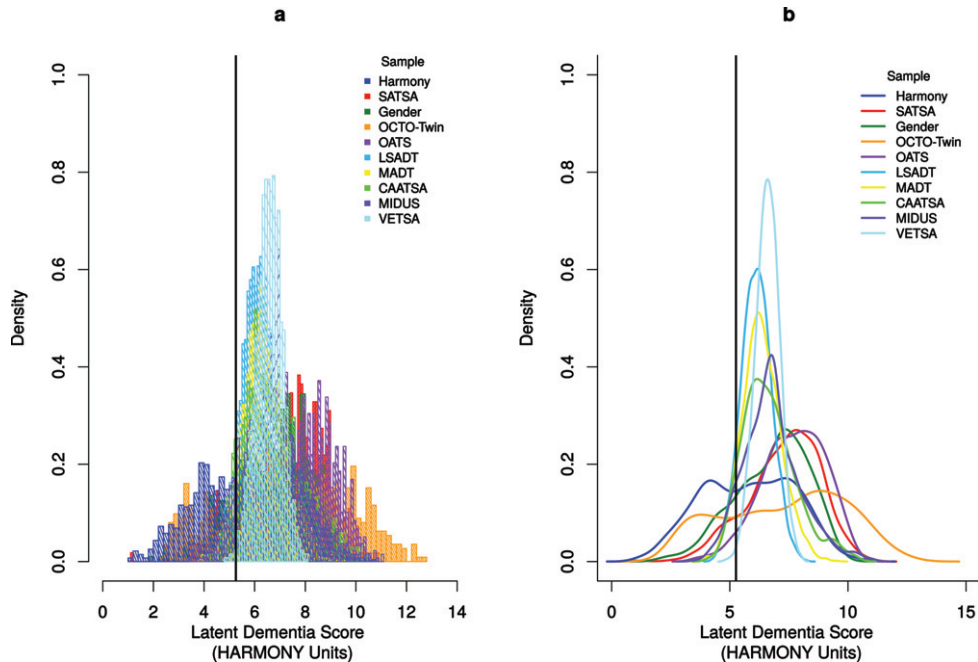 a
Sample
Harmony
SATSA
Gender
OCTO-Twin
OATS
LSADT
MADT
CAATSA
MIDUS
VETSA
Density
1.0
0.8
0.6
0.4
0.2
0.0
0 2 4 6 8 10 12 14
Latent Dementia Score
(HARMONY Units)
b
Sample
Harmony
SATSA
Gender
OCTO-Twin
OATS
LSADT
MADT
CAATSA
MIDUS
VETSA
Density
1.0
0.8
0.6
0.4
0.2
0.0
0 5 10 15
Latent Dementia Score
(HARMONY Units)